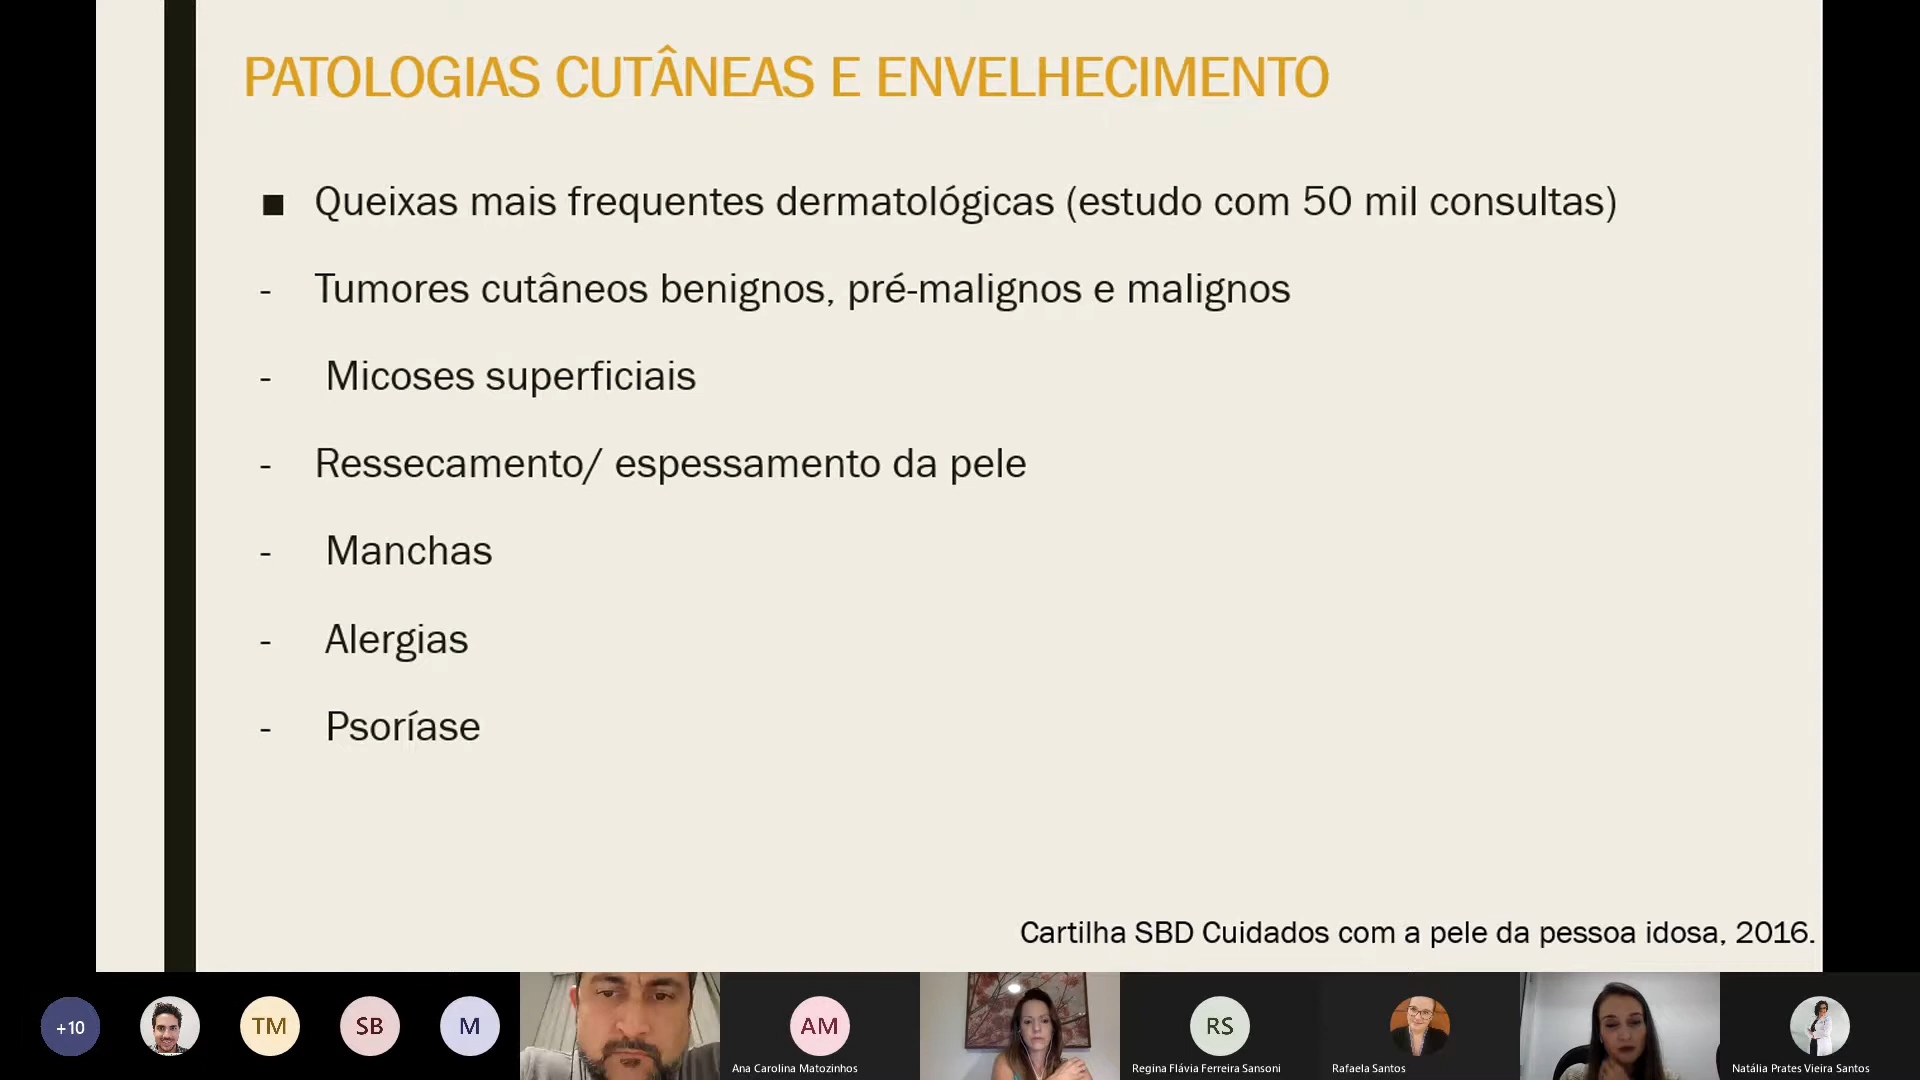 PATOLOGIAS CUTÂNEAS E ENVELHECIMENTO
■ Queixas mais frequentes dermatológicas (estudo com 50 mil consultas)
- Tumores cutâneos benignos, pré-malignos e malignos
- Micoses superficiais
- Ressecamento/ espessamento da pele
- Manchas
- Alergias
- Psoríase
Cartilha SBD Cuidados com a pele da pessoa idosa, 2016.
+10
TM
SB
M
AM
Ana Carolina Matozinhos
RS
Regina Flávia Ferreira Sansoni
Rafaela Santos
Natália Prates Vieira Santos